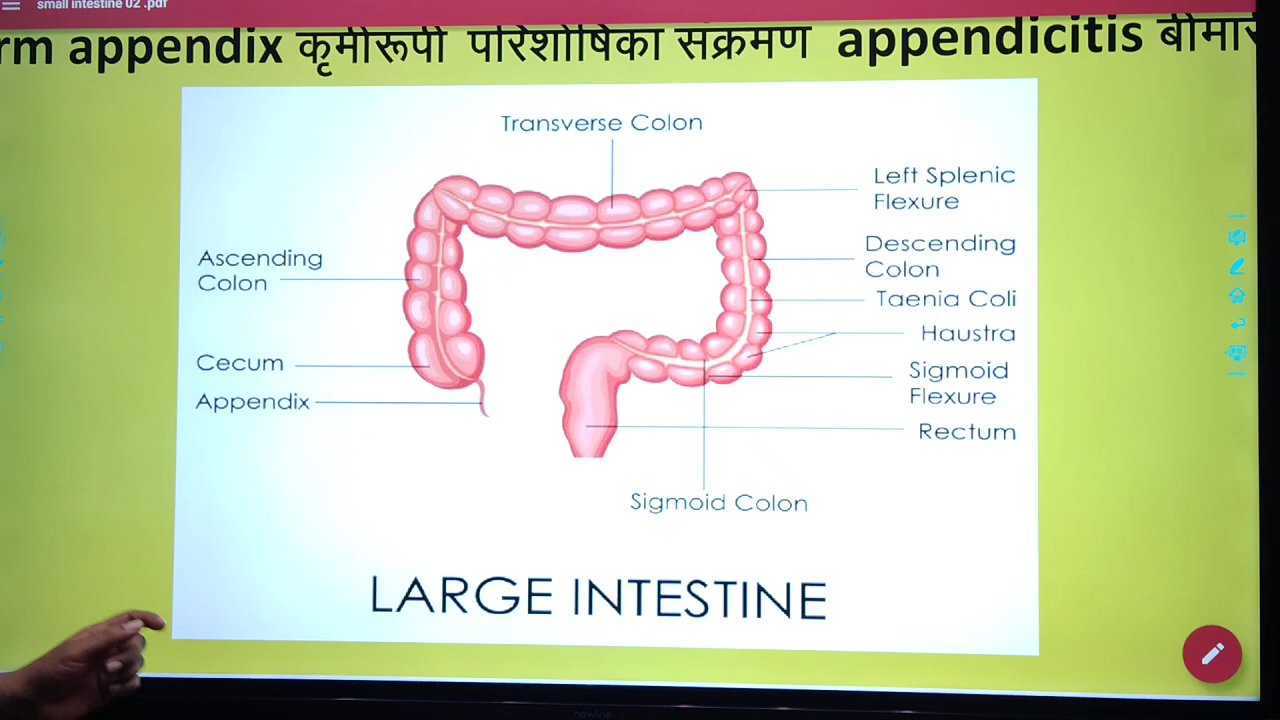 small intestine 02 .pdf
rm appendix कृमीरूपी परिशोषिका संक्रमण appendicitis बीमार
Transverse Colon
Left Splenic
Flexure
Ascending
Colon
Descending
Colon
Taenia Coli
Haustra
Cecum
Sigmoid
Flexure
Appendix
Rectum
Sigmoid Colon
LARGE INTESTINE
newline